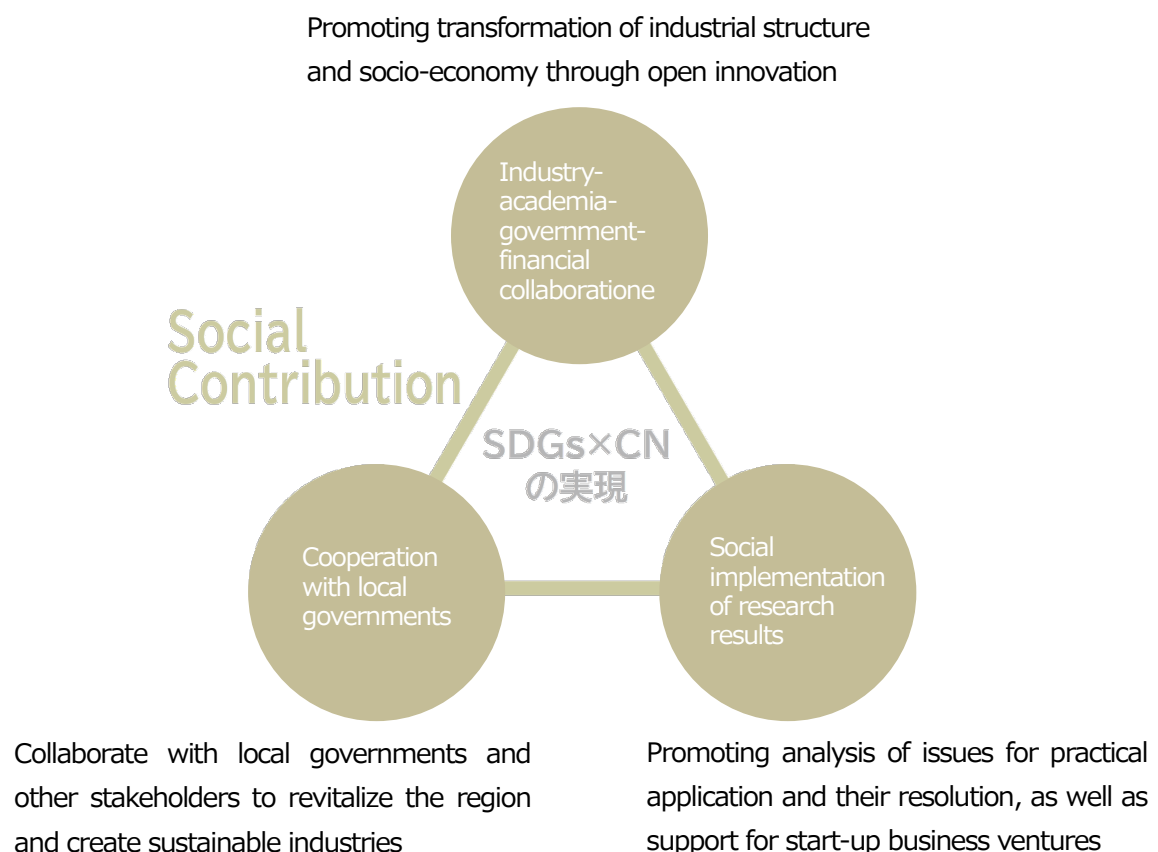 Promoting transformation of industrial structure
and socio-economy through open innovation
Industry-
academia-
government-
financial
collaboratione
Social
Contribution
SDGs×CN
の実現
Cooperation
with local
governments
Social
implementation
of research
results
Collaborate with local governments and
other stakeholders to revitalize the region
and create sustainable industries
Promoting analysis of issues for practical
application and their resolution, as well as
support for start-up business ventures